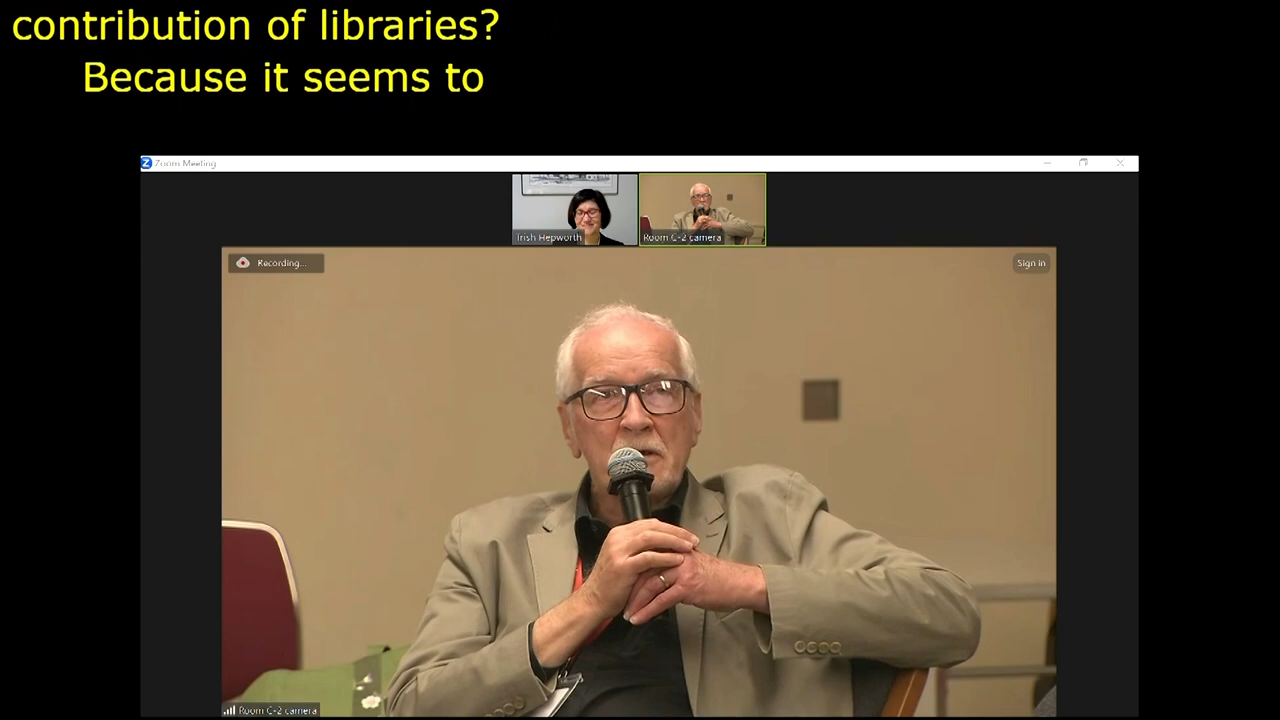 contribution of libraries?
Because it seems to
Zoom Meeting
Irish Hepworth
Room C-2 camera
Recording...
Sign in
Room C-2 camera